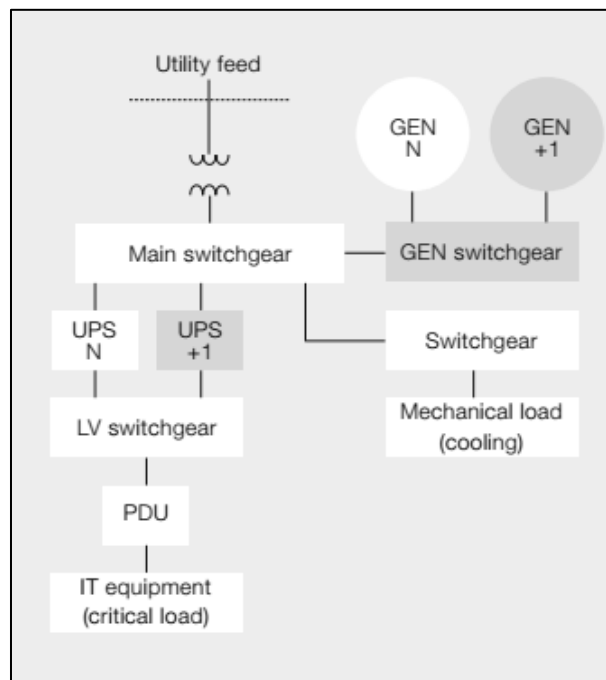 Utility feed
GEN
N
GEN
+1
Main switchgear
GEN switchgear
UPS
N
UPS
+1
Switchgear
LV switchgear
Mechanical load
(cooling)
PDU
IT equipment
(critical load)